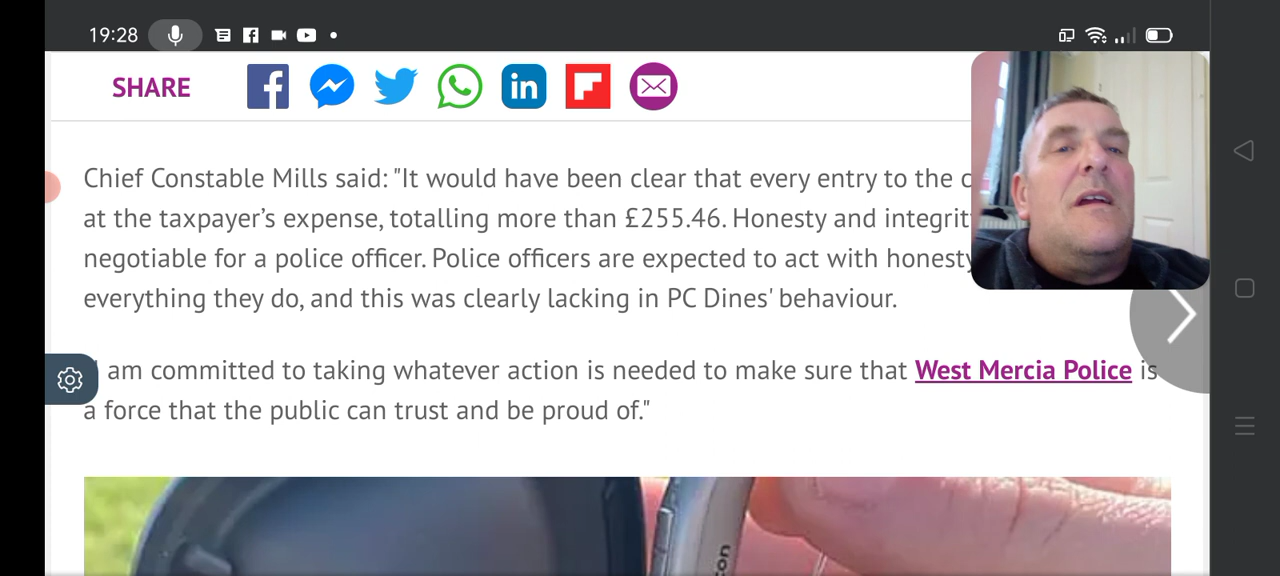 19:28
SHARE
Chief Constable Mills said: "It would have been clear that every entry to the
at the taxpayer’s expense, totalling more than £255.46. Honesty and
negotiable for a police officer. Police officers are expected to act with honesty
everything they do, and this was clearly lacking in PC Dines' behaviour.
am committed to taking whatever action is needed to make sure that West Mercia Police is
a force that the public can trust and be proud of."